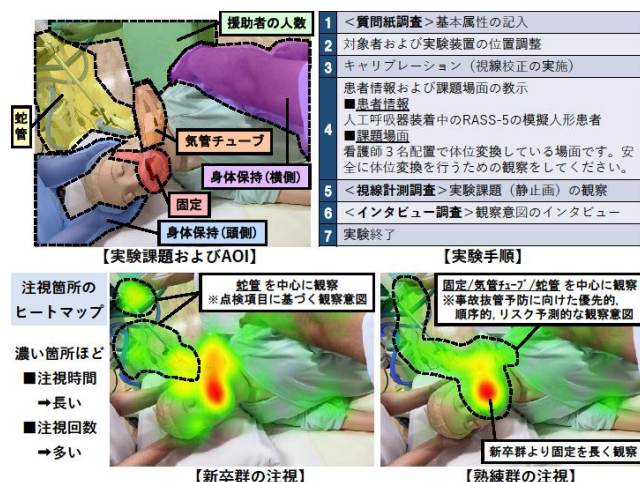 援助者の人数
蛇管
気管チューブ
身体保持(横側)
固定
身体保持(頭側)
【実験課題およびAOI】
1 <質問紙調査>基本属性の記入
2 対象者および実験装置の位置調整
3 キャリブレーション(視線校正の実施)
4 患者情報および課題場面の教示
■患者情報
人工呼吸器装着中のRASS-5の模擬人形患者
■課題場面
看護師3名配置で体位変換している場面です。安
全に体位変換を行うための観察をしてください。
5 <視線計測調査>実験課題(静止画)の観察
6 <インタビュー調査>観察意図のインタビュー
7 実験終了
【実験手順】
注視箇所の
ヒートマップ
濃い箇所ほど
■注視時間
➡長い
■注視回数
➡多い
蛇管 を中心に観察
※点検項目に基づく観察意図
【新卒群の注視】
固定/気管ﾁｭｰﾌﾞ/蛇管 を中心に観察
※事故抜管予防に向けた優先的,
順序的, リスク予測的な観察意図
新卒群より固定を長く観察
【熟練群の注視】